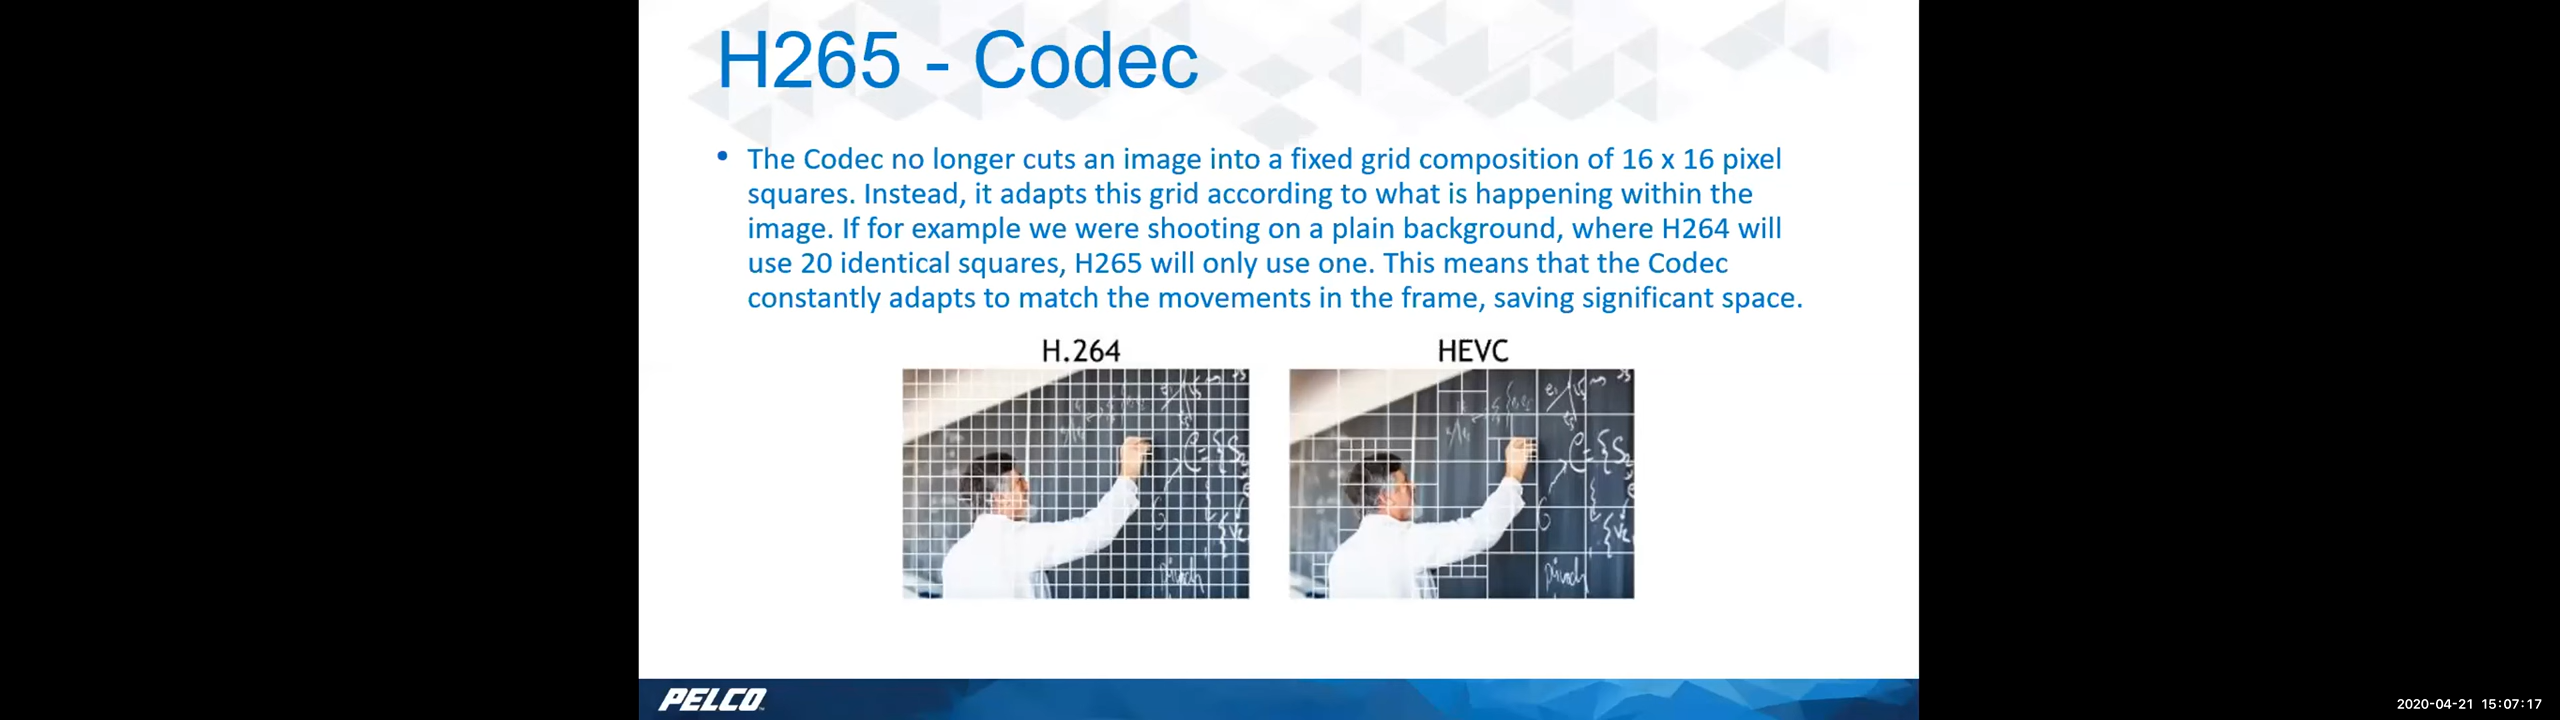 H265 - Codec
• The Codec no longer cuts an image into a fixed grid composition of 16 x 16 pixel
squares. Instead, it adapts this grid according to what is happening within the
image. If for example we were shooting on a plain background, where H264 will
use 20 identical squares, H265 will only use one. This means that the Codec
constantly adapts to match the movements in the frame, saving significant space.
H.264
HEVC
PELCO
2020-04-21 15:07:17